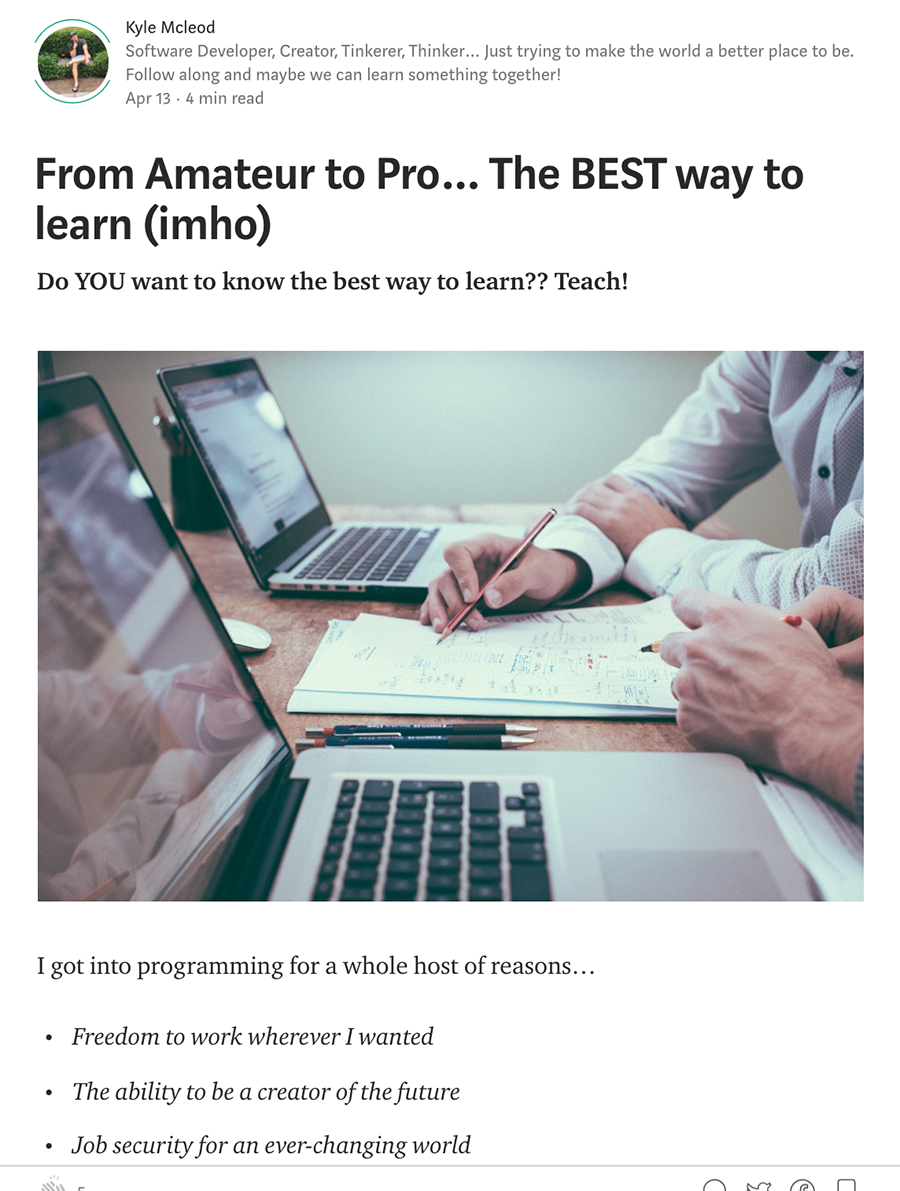 Kyle Mcleod
Software Developer, Creator, Tinkerer, Thinker… Just trying to make the world a better place to be.
Follow along and maybe we can learn something together!
Apr 13 · 4 min read
From Amateur to Pro… The BEST way to
learn (imho)
Do YOU want to know the best way to learn?? Teach!
I got into programming for a whole host of reasons…
• Freedom to work wherever I wanted
• The ability to be a creator of the future
• Job security for an ever-changing world